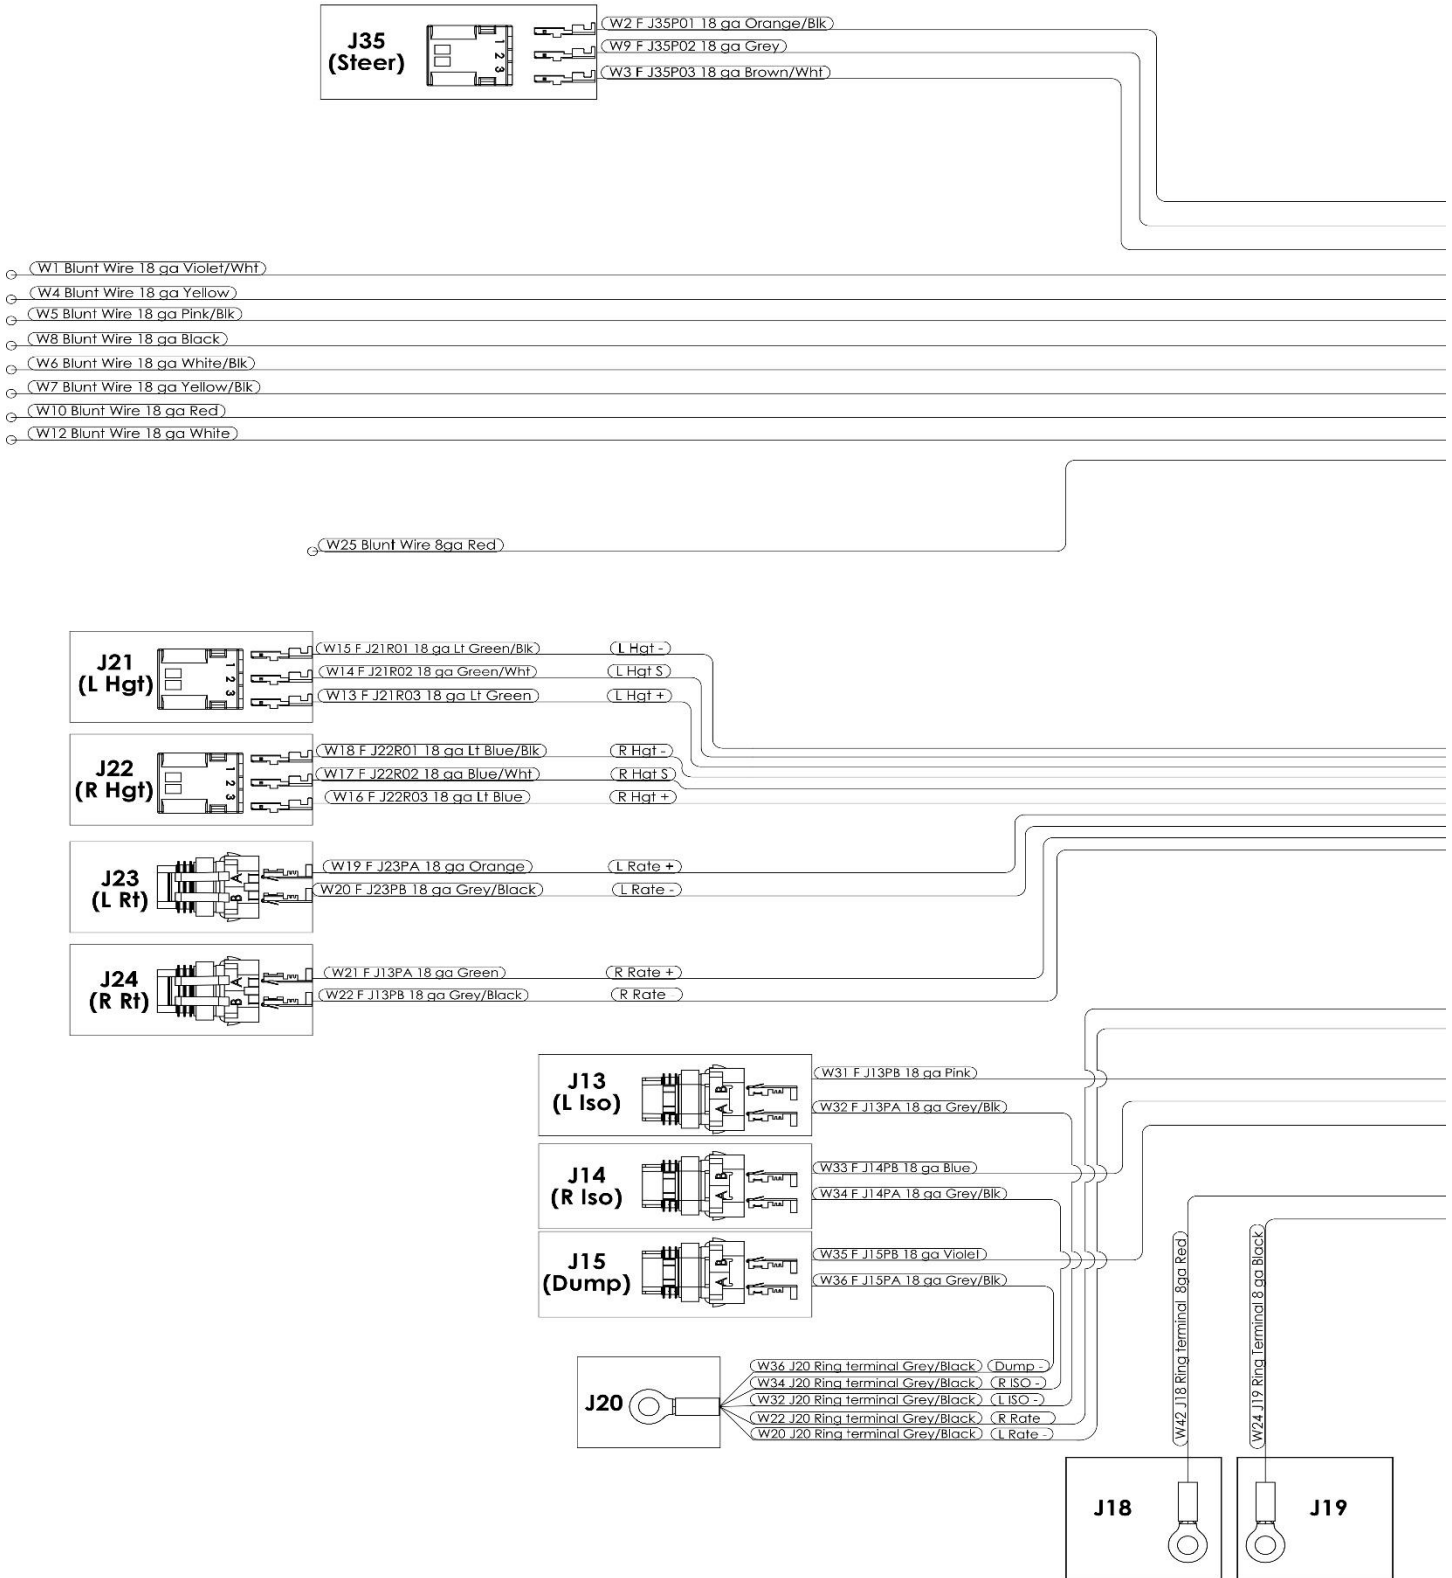 J35
(Steer)
1
2
3
W2 F J35P01 18 ga Orange/Blk
W9 F J35P02 18 ga Grey
W3 F J35P03 18 ga Brown/Wht
W1 Blunt Wire 18 ga Violet/Wht
W4 Blunt Wire 18 ga Yellow
W5 Blunt Wire 18 ga Pink/Blk
W8 Blunt Wire 18 ga Black
W6 Blunt Wire 18 ga White/Blk
W7 Blunt Wire 18 ga Yellow/Blk
W10 Blunt Wire 18 ga Red
W12 Blunt Wire 18 ga White
W25 Blunt Wire 8ga Red
J21
(L Hgt)
1
2
3
W15 F J21R01 18 ga Lt Green/Blk L Hgt -
W14 F J21R02 18 ga Green/Wht L Hgt S
W13 F J21R03 18 ga Lt Green L Hgt +
J22
(R Hgt)
1
2
3
W18 F J22R01 18 ga Lt Blue/Blk R Hgt -
W17 F J22R02 18 ga Blue/Wht R Hgt S
W16 F J22R03 18 ga Lt Blue R Hgt +
J23
(L Rt)
A
B
W19 F J23PA 18 ga Orange L Rate +
W20 F J23PB 18 ga Grey/Black L Rate -
J24
(R Rt)
A
B
W21 F J13PA 18 ga Green R Rate +
W22 F J13PB 18 ga Grey/Black R Rate
J13
(L Iso)
B
A
W31 F J13PB 18 ga Pink
W32 F J13PA 18 ga Grey/Blk
J14
(R Iso)
B
A
W33 F J14PB 18 ga Blue
W34 F J14PA 18 ga Grey/Blk
J15
(Dump)
B
A
W35 F J15PB 18 ga Violet
W36 F J15PA 18 ga Grey/Blk
J20
W36 J20 Ring terminal Grey/Black Dump -
W34 J20 Ring terminal Grey/Black R ISO -
W32 J20 Ring terminal Grey/Black L ISO -
W22 J20 Ring terminal Grey/Black R Rate
W20 J20 Ring terminal Grey/Black L Rate -
W42 J18 Ring terminal 8ga Red
W24 J19 Ring Terminal 8 ga Black
J18
J19